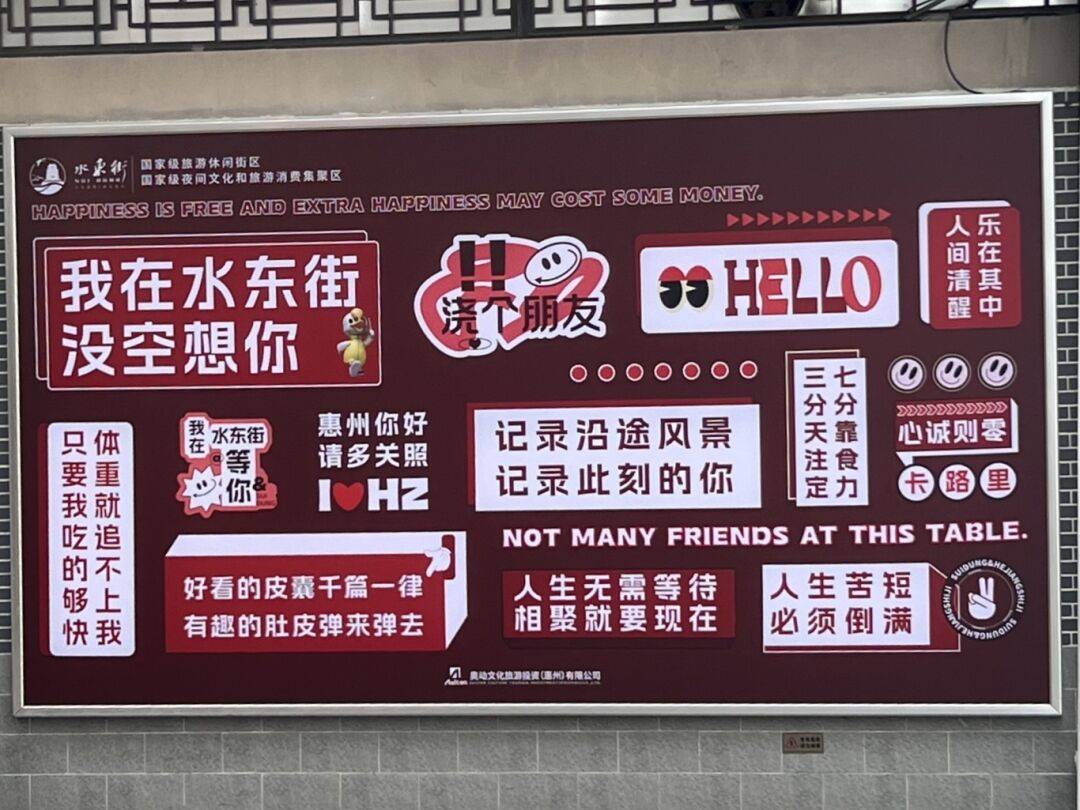 水东街
国家级旅游休闲街区
国家级夜间文化和旅游消费集聚区
HAPPINESS IS FREE AND EXTRA HAPPINESS MAY COST SOME MONEY.
我在水东街
没空想你
!!
浇个朋友
HELLO
乐在其中
人间清醒
只要我吃的够快
体重就追不上我
我在
水东街
@
等
你&
惠州你好
请多关照
I❤HZ
记录沿途风景
记录此刻的你
三分天注定
七分靠食力
心诚则零
卡路里
NOT MANY FRIENDS AT THIS TABLE.
好看的皮囊千篇一律
有趣的肚皮弹来弹去
人生无需等待
相聚就要现在
人生苦短
必须倒满
SUIDUNG&HEJIANGSHIJI SUIDUNG&HEJIANGSHIJI
奥动文化旅游投资(惠州)有限公司